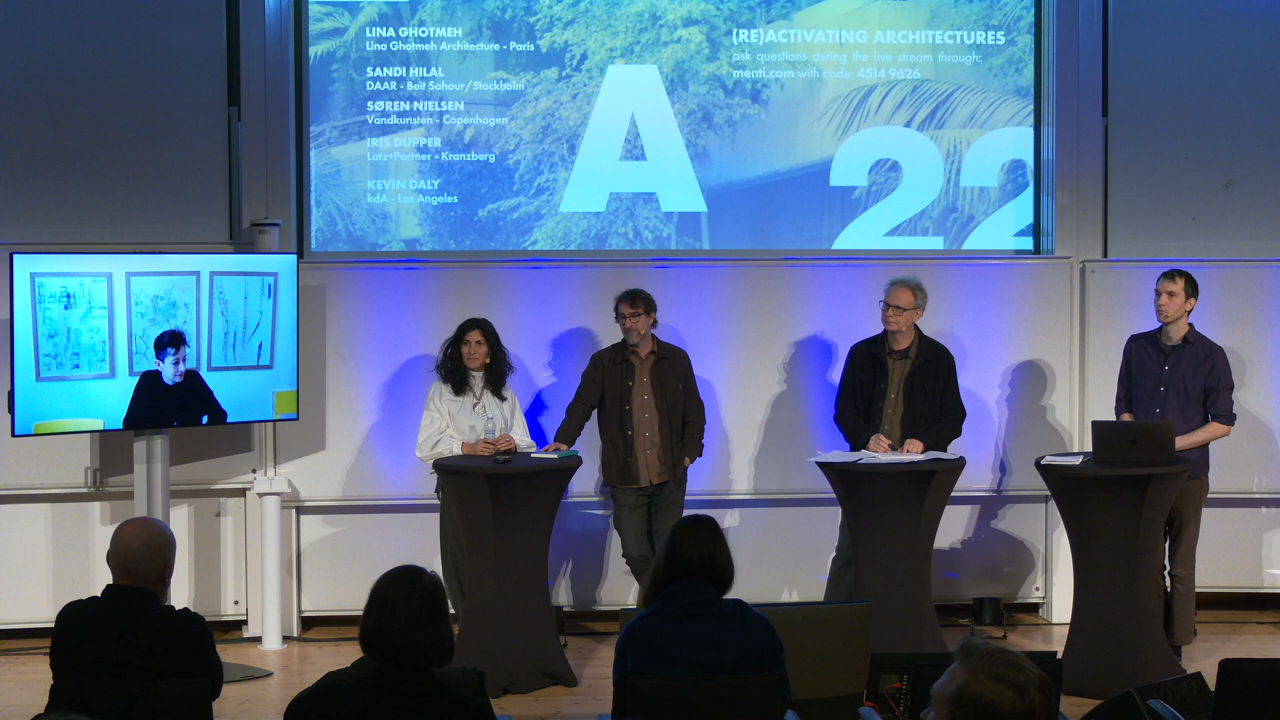 LINA GHOTMEH
Lina Ghotmeh Architecture - Paris
SANDI HILAL
DAAR - Beit Sahour/Stockholm
SØREN NIELSEN
Vandkunsten - Copenhagen
IRIS DUPPER
Latz+Partner - Kranzberg
KEVIN DALY
kdA - Los Angeles
(RE)ACTIVATING ARCHITECTURES
ask questions during the live stream through:
menti.com with code: 4514 9626
A
22